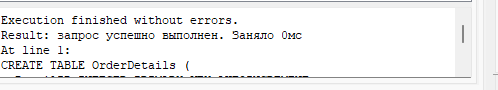 Execution finished without errors.
Result: запрос успешно выполнен. Заняло 0мс
At line 1:
CREATE TABLE OrderDetails (